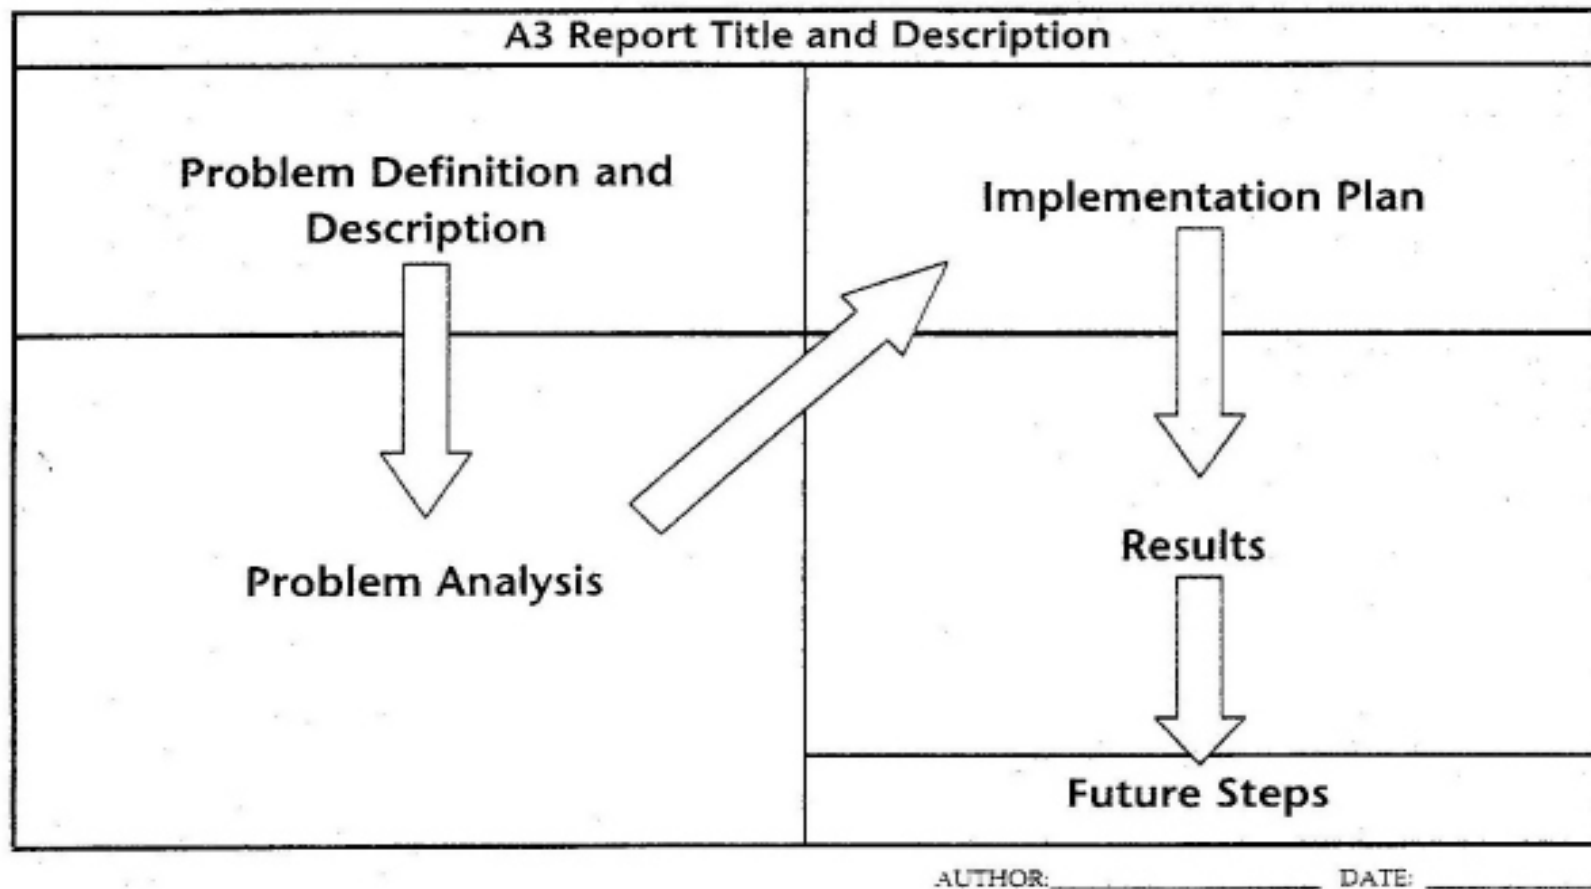 A3 Report Title and Description
Problem Definition and
Description
Problem Analysis
Implementation Plan
Results
Future Steps
AUTHOR: DATE: